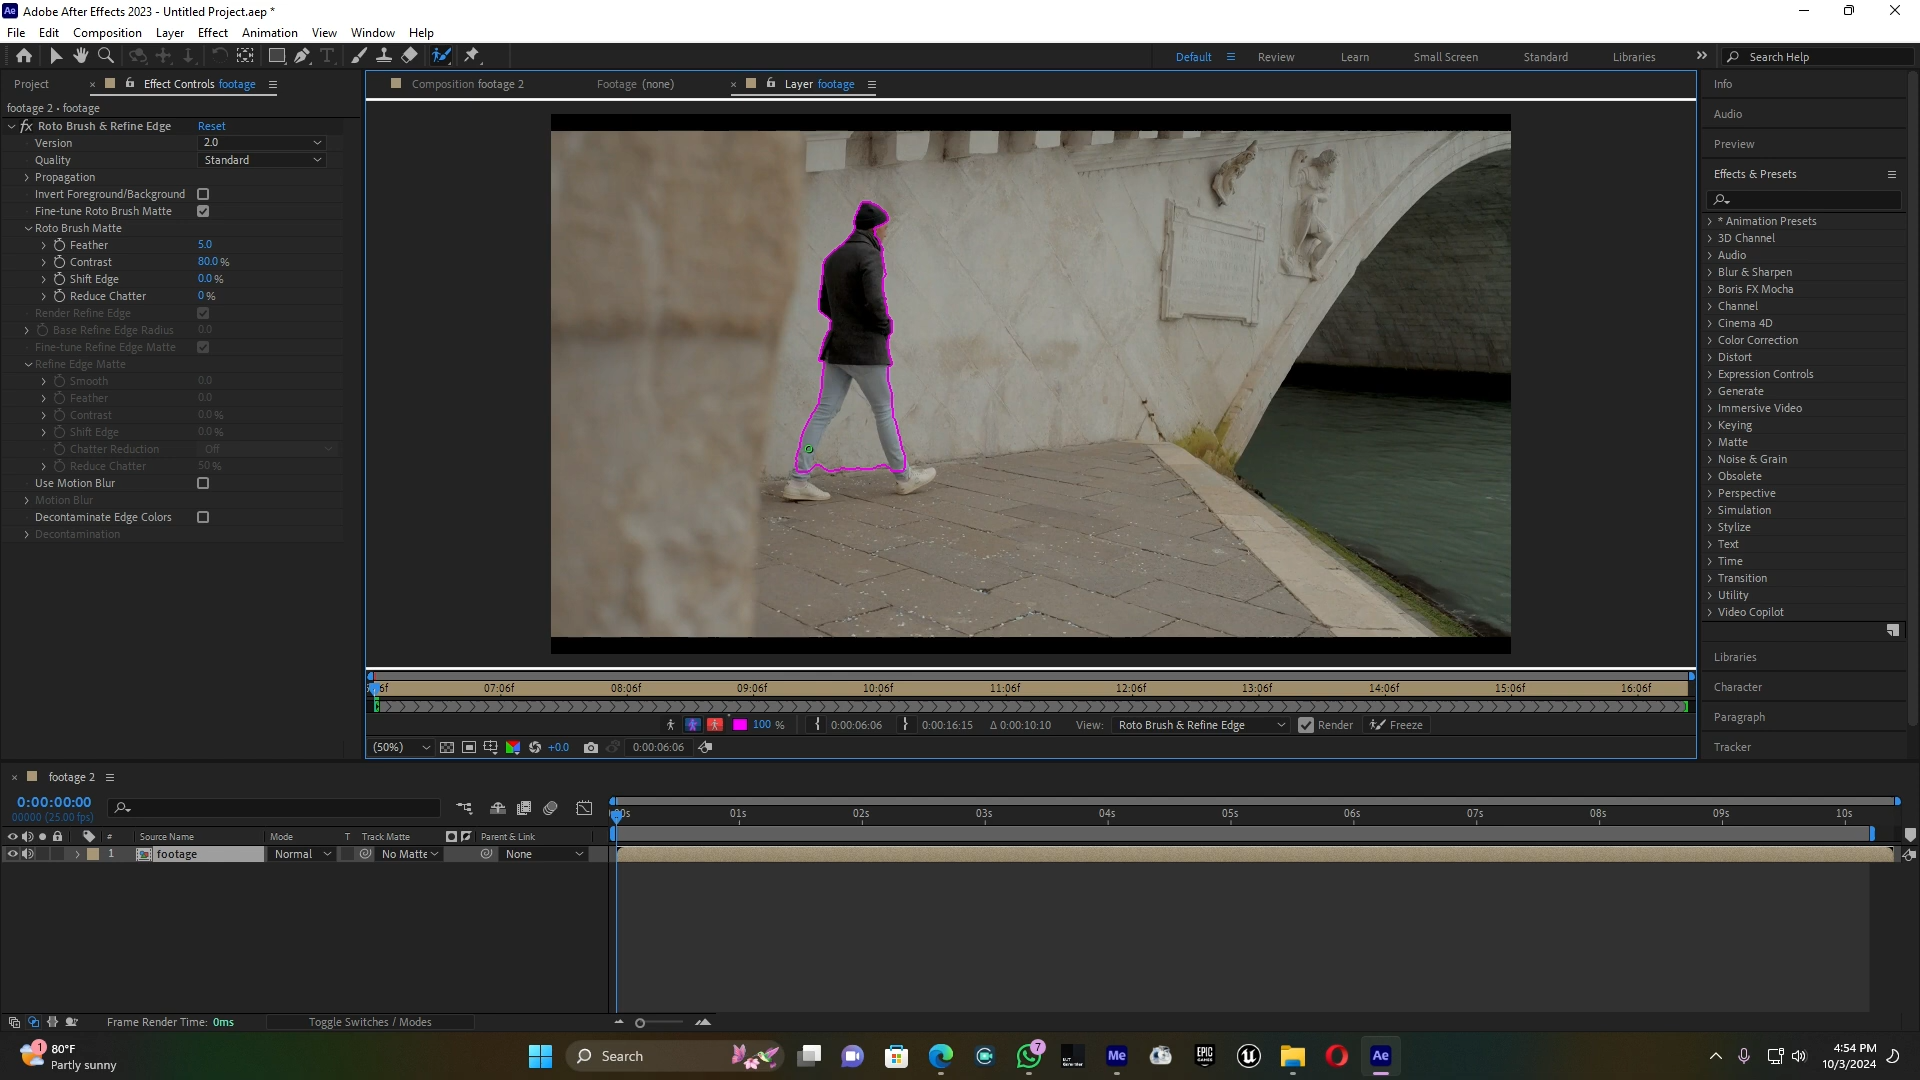 Adobe After Effects 2023 - Untitled Project.aep *
File Edit Composition Layer Effect Animation View Window Help
Default Review Learn Small Screen Standard Libraries Search Help
Project Effect Controls footage
Composition footage 2 Footage (none) Layer footage
footage 2 • footage
fx Roto Brush & Refine Edge Reset
Version 2.0
Quality Standard
Propagation
Invert Foreground/Background
Fine-tune Roto Brush Matte
Roto Brush Matte
Feather 5.0
Contrast 80.0 %
Shift Edge 0.0 %
Reduce Chatter 0 %
Render Refine Edge
Base Refine Edge Radius 0.0
Fine-tune Refine Edge Matte
Refine Edge Matte
Smooth 0.0
Feather 0.0
Contrast 0.0 %
Shift Edge 0.0 %
Chatter Reduction Off
Reduce Chatter 50 %
Use Motion Blur
Motion Blur
Decontaminate Edge Colors
Decontamination
07:06f 08:06f 09:06f 10:06f 11:06f 12:06f 13:06f 14:06f 15:06f 16:06f
100 % 0:00:06:06 0:00:16:15 Δ 0:00:10:10 View: Roto Brush & Refine Edge Render Freeze
(50%) +0.0 0:00:06:06
Info
Audio
Preview
Effects & Presets
* Animation Presets
3D Channel
Audio
Blur & Sharpen
Boris FX Mocha
Channel
Cinema 4D
Color Correction
Distort
Expression Controls
Generate
Immersive Video
Keying
Matte
Noise & Grain
Obsolete
Perspective
Simulation
Stylize
Text
Time
Transition
Utility
Video Copilot
Libraries
Character
Paragraph
Tracker
footage 2
0:00:00:00
00000 (25.00 fps)
01s 02s 03s 04s 05s 06s 07s 08s 09s 10s
# Source Name Mode T Track Matte Parent & Link
1 footage Normal No Matte None
Frame Render Time: 0ms Toggle Switches / Modes
1
80°F
Partly sunny
Search
7
Me
EPIC
GAMES
Ae
4:54 PM
10/3/2024